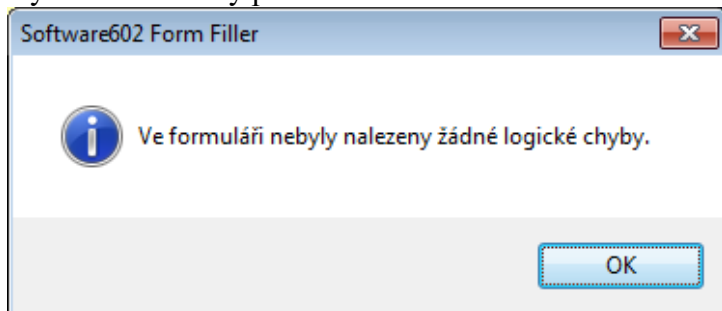 Software602 Form Filler
Ve formuláři nebyly nalezeny žádné logické chyby.
OK